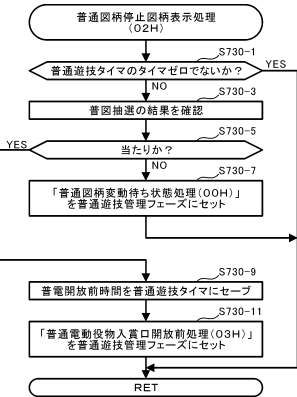 普通図柄停止図柄表示処理
(02H)
S730-1
普通遊技タイマのタイマゼロでないか？
YES
NO
S730-3
普図抽選の結果を確認
S730-5
YES
当たりか？
NO
S730-7
「普通図柄変動待ち状態処理(00H)」
を普通遊技管理フェーズにセット
S730-9
普電開放前時間を普通遊技タイマにセーブ
S730-11
「普通電動役物入賞口開放前処理(03H)」
を普通遊技管理フェーズにセット
RET